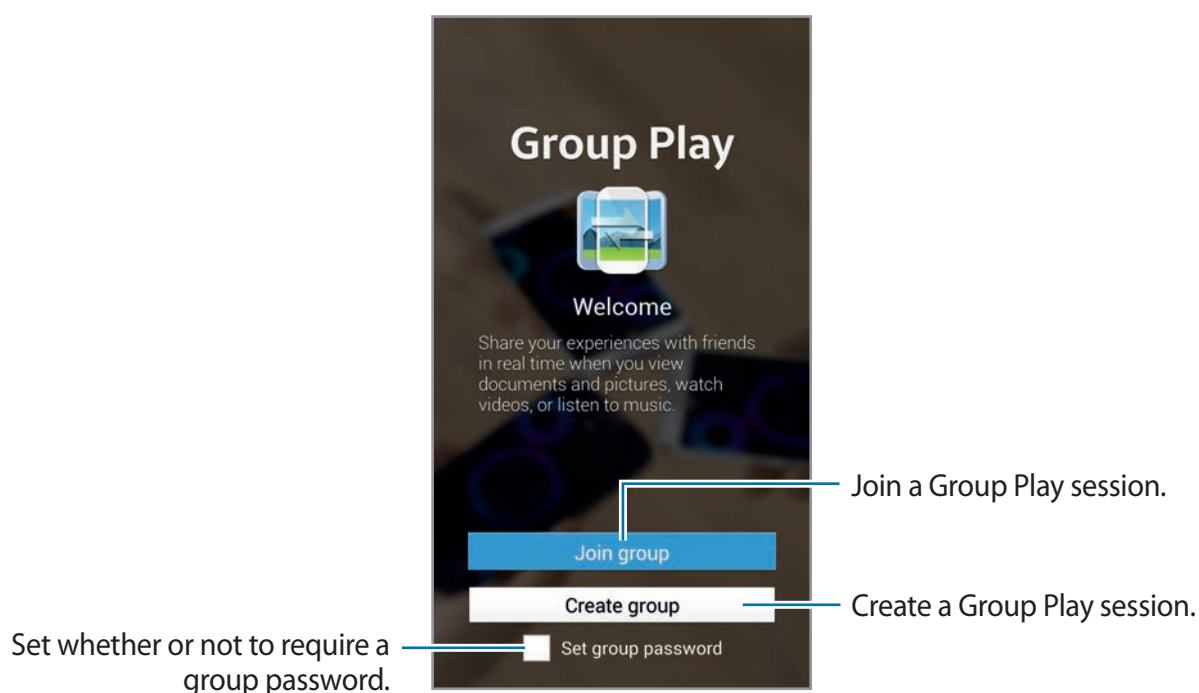 Group Play
Welcome
Share your experiences with friends
in real time when you view
documents and pictures, watch
videos, or listen to music.
Join a Group Play session.
Join group
Create group
Create a Group Play session.
Set whether or not to require a
group password.
Set group password